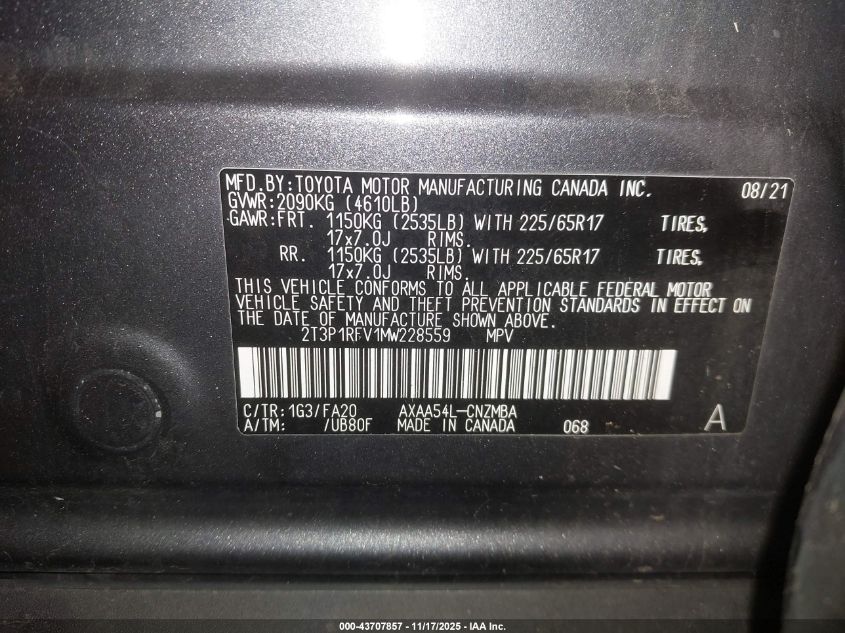 MFD.BY:TOYOTA MOTOR MANUFACTURING CANADA INC. 08/21
GVWR:2090KG (4610LB)
GAWR:FRT. 1150KG (2535LB) WITH 225/65R17 TIRES,
17x7.0J RIMS.
RR. 1150KG (2535LB) WITH 225/65R17 TIRES,
17x7.0J RIMS.
THIS VEHICLE CONFORMS TO ALL APPLICABLE FEDERAL MOTOR
VEHICLE SAFETY AND THEFT PREVENTION STANDARDS IN EFFECT ON
THE DATE OF MANUFACTURE SHOWN ABOVE.
2T3P1RFV1MW228559 MPV
C/TR:1G3/FA20 AXAA54L-CNZMBA
A/TM: /UB80F MADE IN CANADA 068 A
000-43707857 - 11/17/2025 - IAA Inc.